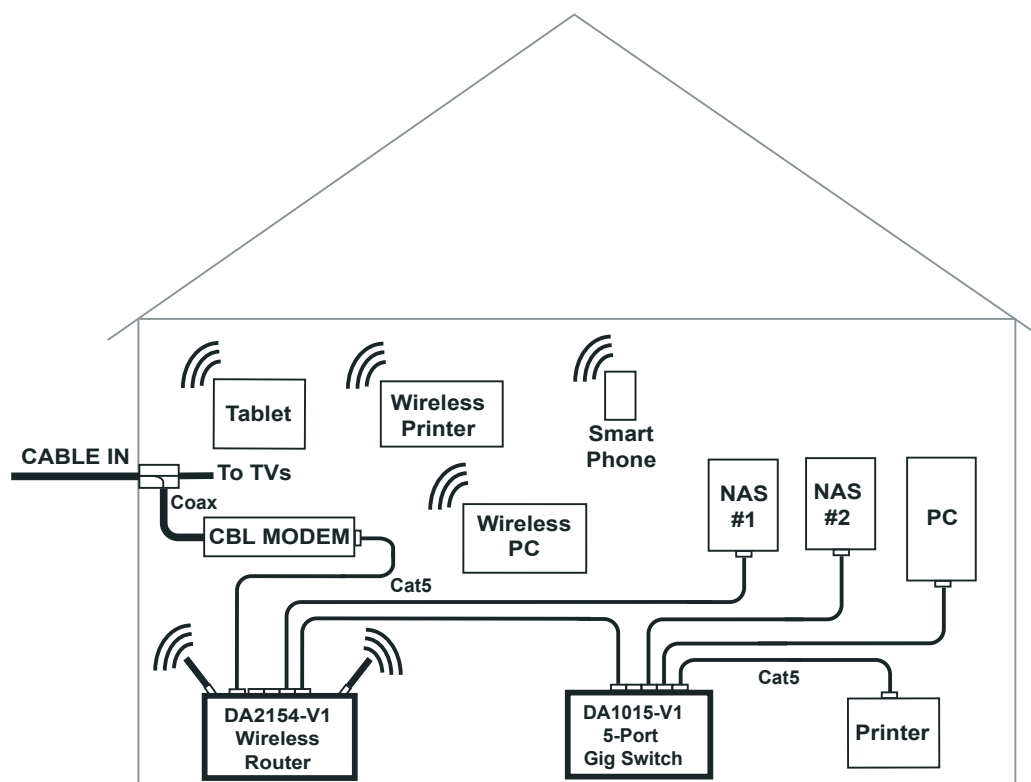 Tablet
Wireless
Printer
Smart
Phone
CABLE IN
To TVs
Coax
CBL MODEM
Wireless
PC
NAS
#1
NAS
#2
PC
Cat5
DA2154-V1
Wireless
Router
DA1015-V1
5-Port
Gig Switch
Cat5
Printer